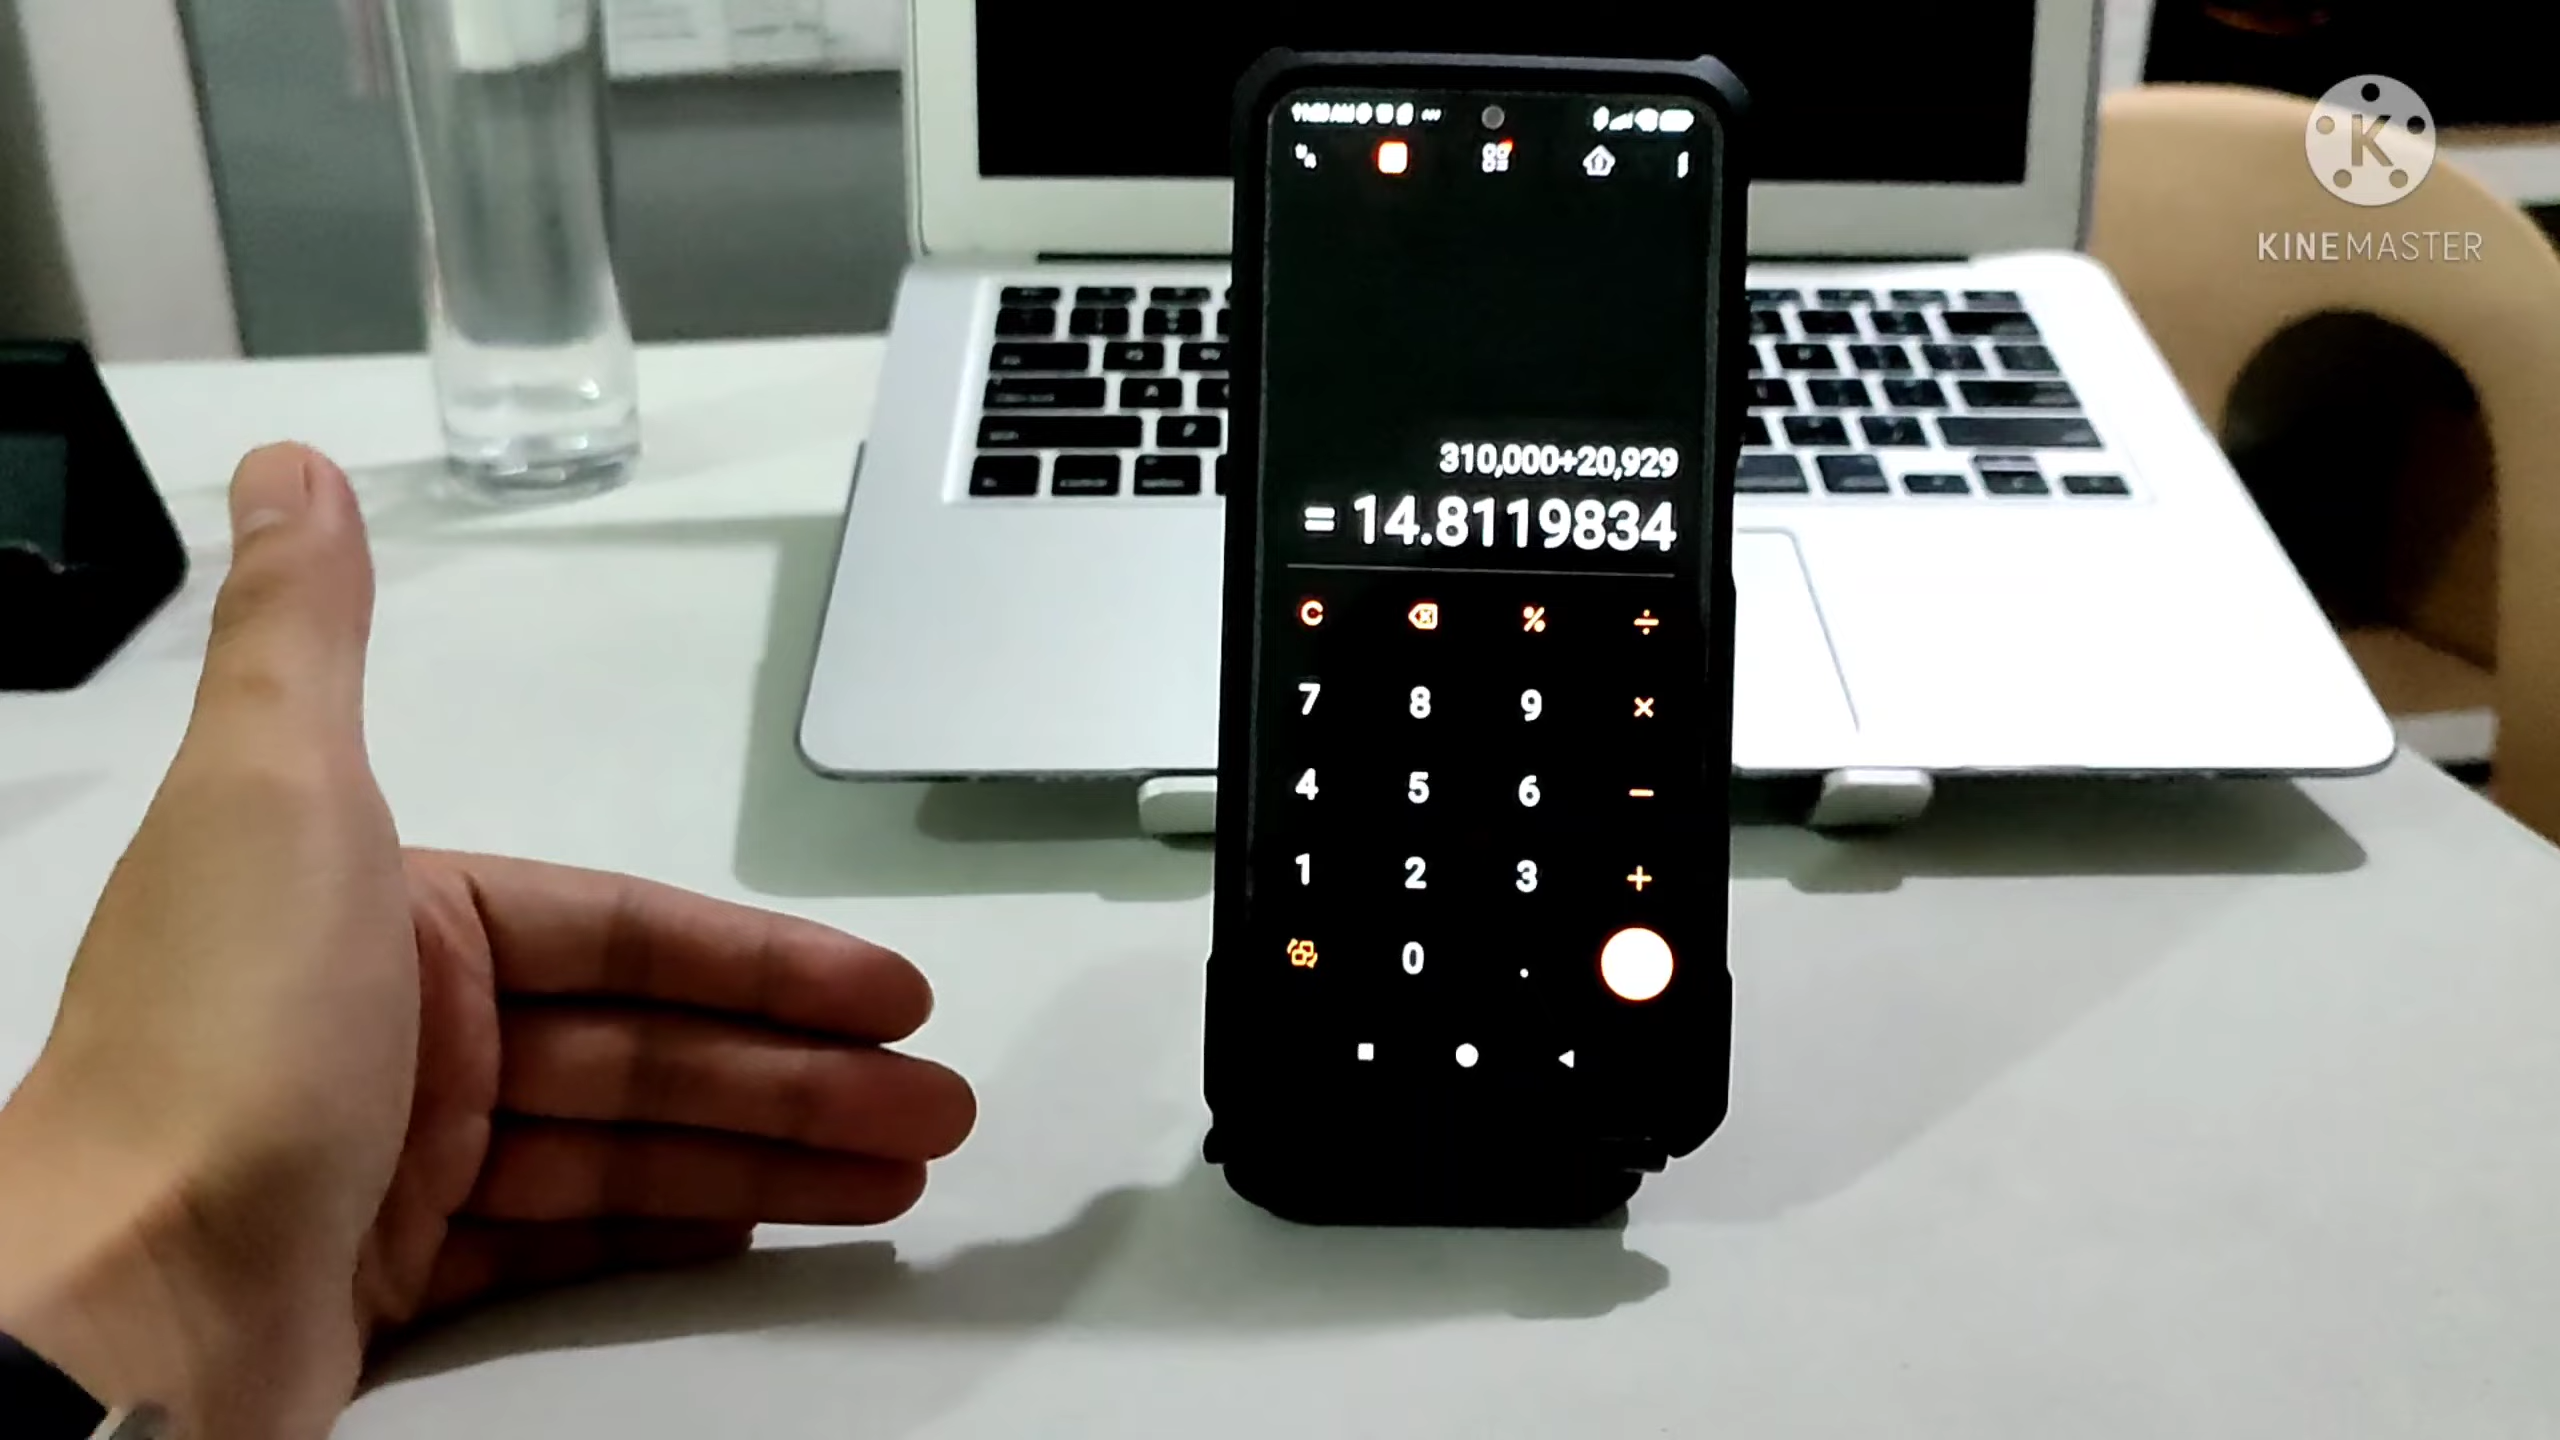 KINEMASTER
310,000÷20,929
= 14.8119834
C % ÷
7 8 9 ×
4 5 6 −
1 2 3 +
0 .